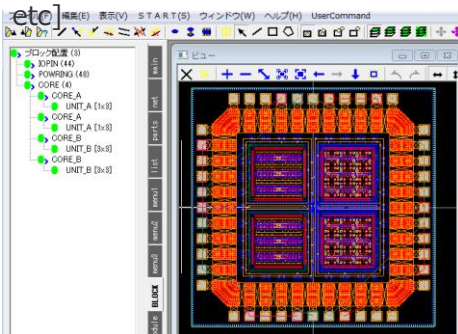 etc]
編集(E) 表示(V) START(S) ウィンドウ(W) ヘルプ(H) UserCommand
ブロック配置 (3)
IOPIN (44)
POWRING (48)
CORE (4)
CORE_A
UNIT_A [1x8]
CORE_A
UNIT_A [1x8]
CORE_B
UNIT_B [3x3]
CORE_B
UNIT_B [3x3]
main
net
parts
list
menu1
menu2
menu3
BLOCK
ビュー